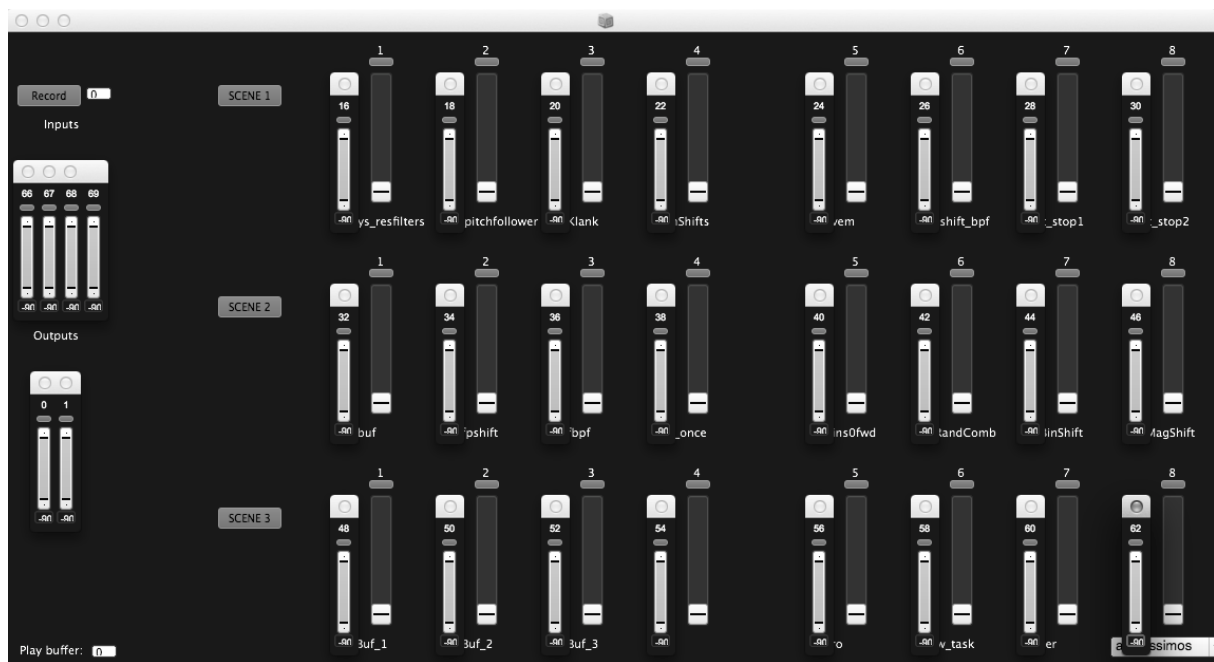 1 2 3 4 5 6 7 8
Record 0 SCENE 1 16 18 20 22 24 26 28 30
Inputs
66 67 68 69
-90 ys_resfilters -90 pitchfollower -90 Klank -90 Shifts -90 vem -90 shift_bpf -90 _stop1 -90 _stop2
1 2 3 4 5 6 7 8
-90 -90 -90 -90 SCENE 2 32 34 36 38 40 42 44 46
Outputs
0 1
-90 buf -90 fpshift -90 fbpf -90 _once -90 ins0fwd -90 RandComb -90 BinShift -90 MagShift
1 2 3 4 5 6 7 8
-90 -90 SCENE 3 48 50 52 54 56 58 60 62
Play buffer: 0 -90 Buf_1 -90 Buf_2 -90 Buf_3 -90 -90 ro -90 w_task -90 er -90 ssimos